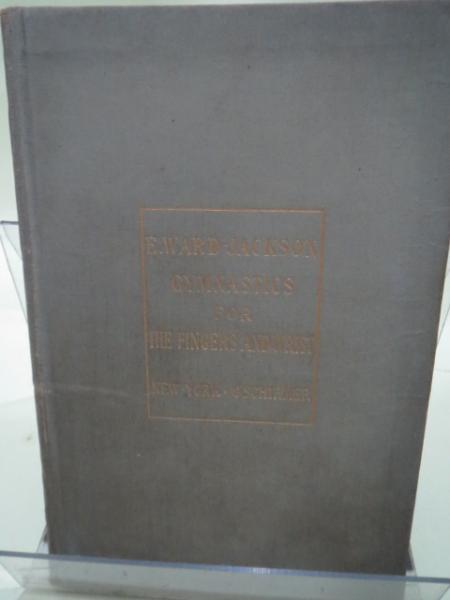 E. WARD-JACKSON
GYMNASTICS
FOR
THE FINGERS AND WRIST
NEW-YORK · G SCHIRMER